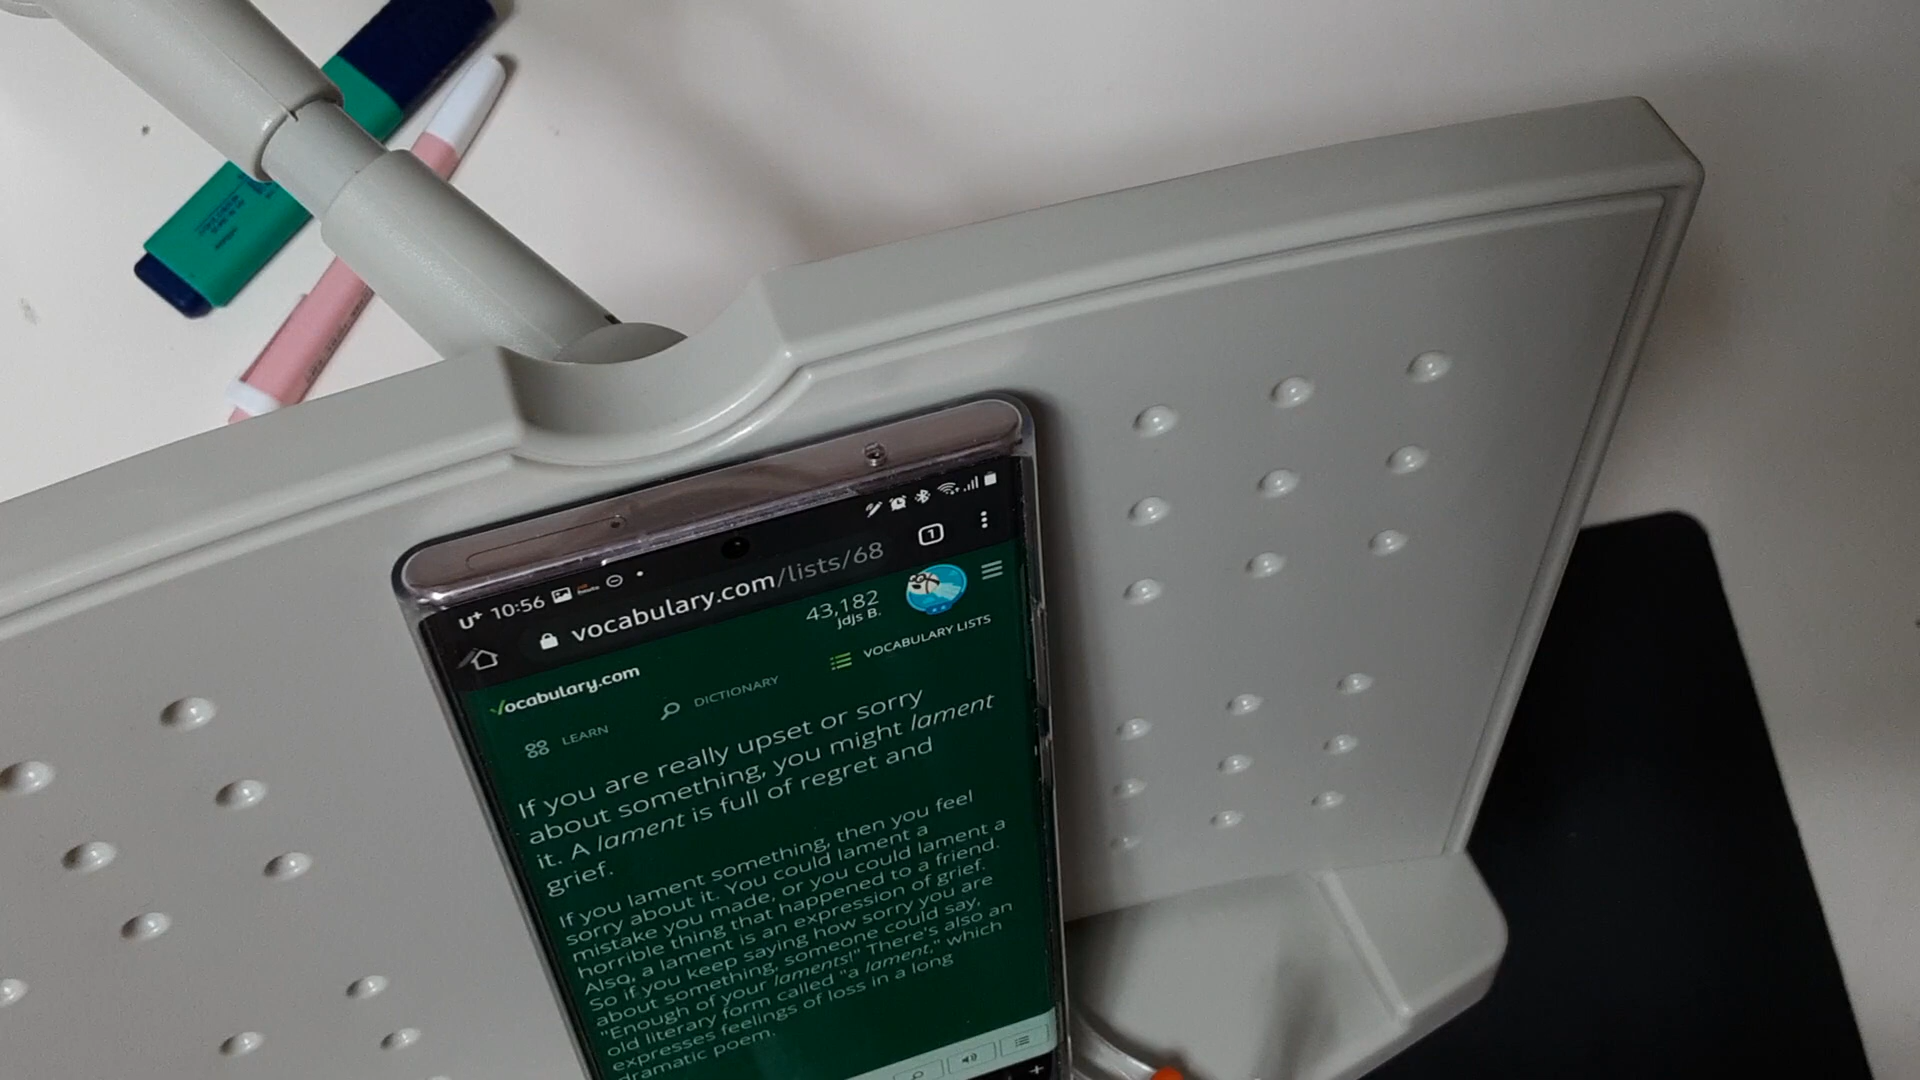 U⁺ 10:56
vocabulary.com/lists/68
1
43,182
jdjs B.
Vocabulary.com
LEARN
DICTIONARY
VOCABULARY LISTS
If you are really upset or sorry
about something, you might lament
it. A lament is full of regret and
grief.
If you lament something, then you feel
sorry about it. You could lament a
mistake you made, or you could lament a
horrible thing that happened to a friend.
Also, a lament is an expression of grief.
So if you keep saying how sorry you are
about something, someone could say,
"Enough of your laments!" There's also an
old literary form called "a lament," which
expresses feelings of loss in a long
dramatic poem.